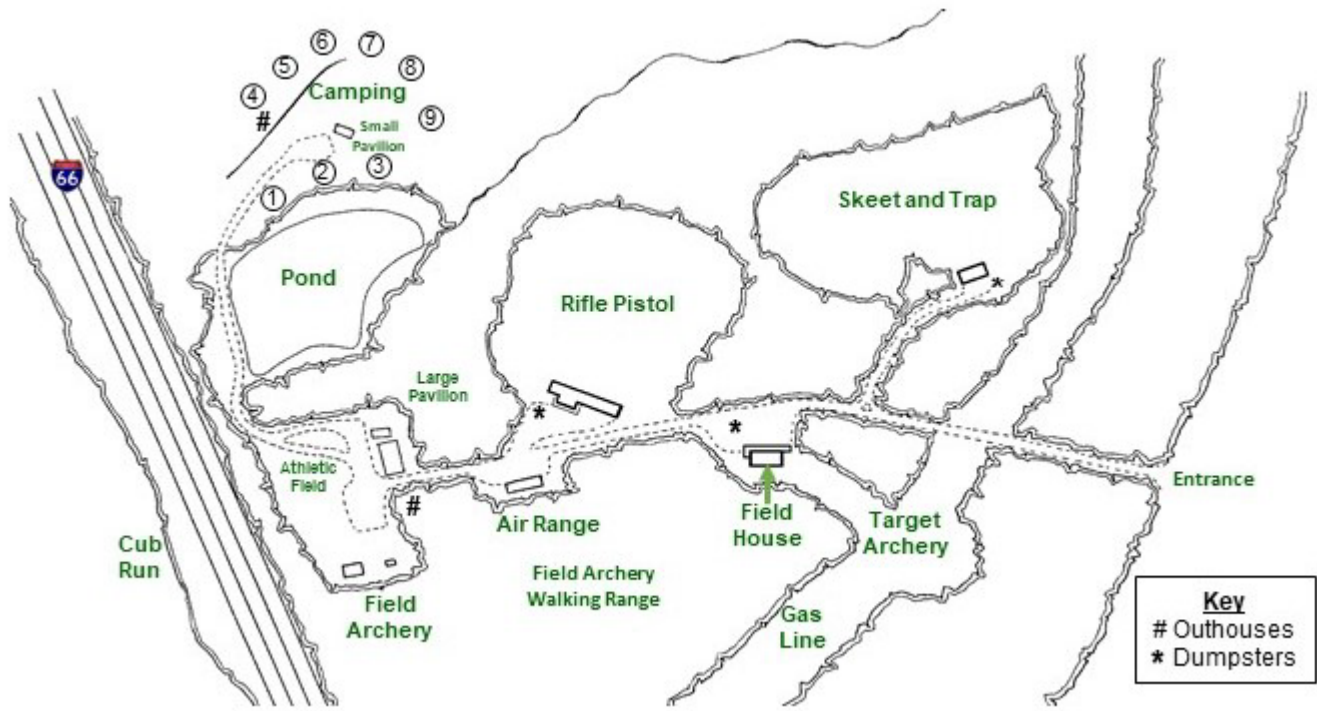 ⑥
⑦
⑤
⑧
④
Camping
#
⑨
Small
Pavilion
66
②
③
①
Skeet and Trap
Pond
Rifle Pistol
*
Large
Pavilion
*
*
Athletic
Field
Entrance
#
Air Range
Field
House
Target
Archery
Cub
Run
Field Archery
Walking Range
Field
Archery
Gas
Line
Key
# Outhouses
* Dumpsters